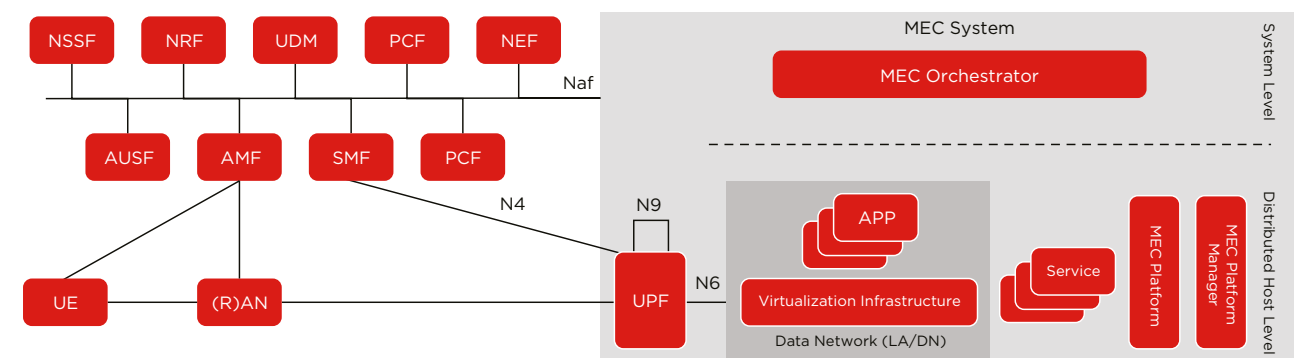 NSSF
NRF
UDM
PCF
NEF
MEC System
MEC Orchestrator
System Level
Naf
AUSF
AMF
SMF
PCF
N4
N9
APP
Service
MEC Platform
MEC Platform
Manager
Distributed Host Level
UE
(R)AN
UPF
N6
Virtualization Infrastructure
Data Network (LA/DN)